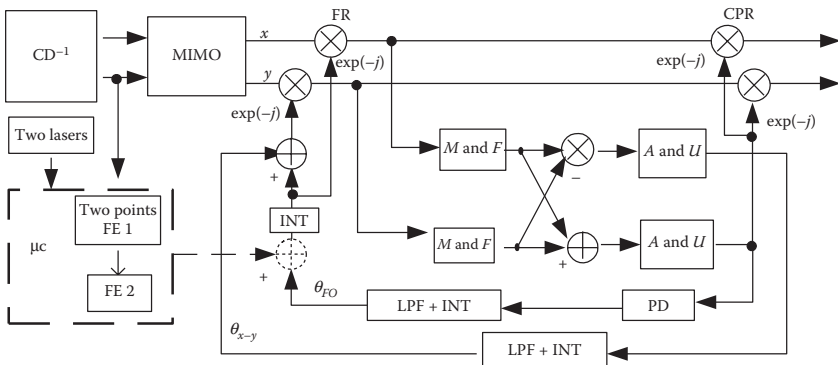 FR
CPR
CD⁻¹
MIMO
x
y
exp(−j)
exp(−j)
exp(−j)
exp(−j)
Two lasers
+
M and F
−
A and U
Two points
FE 1
μc
INT
M and F
+
A and U
FE 2
+
θFO
LPF + INT
PD
θx−y
LPF + INT